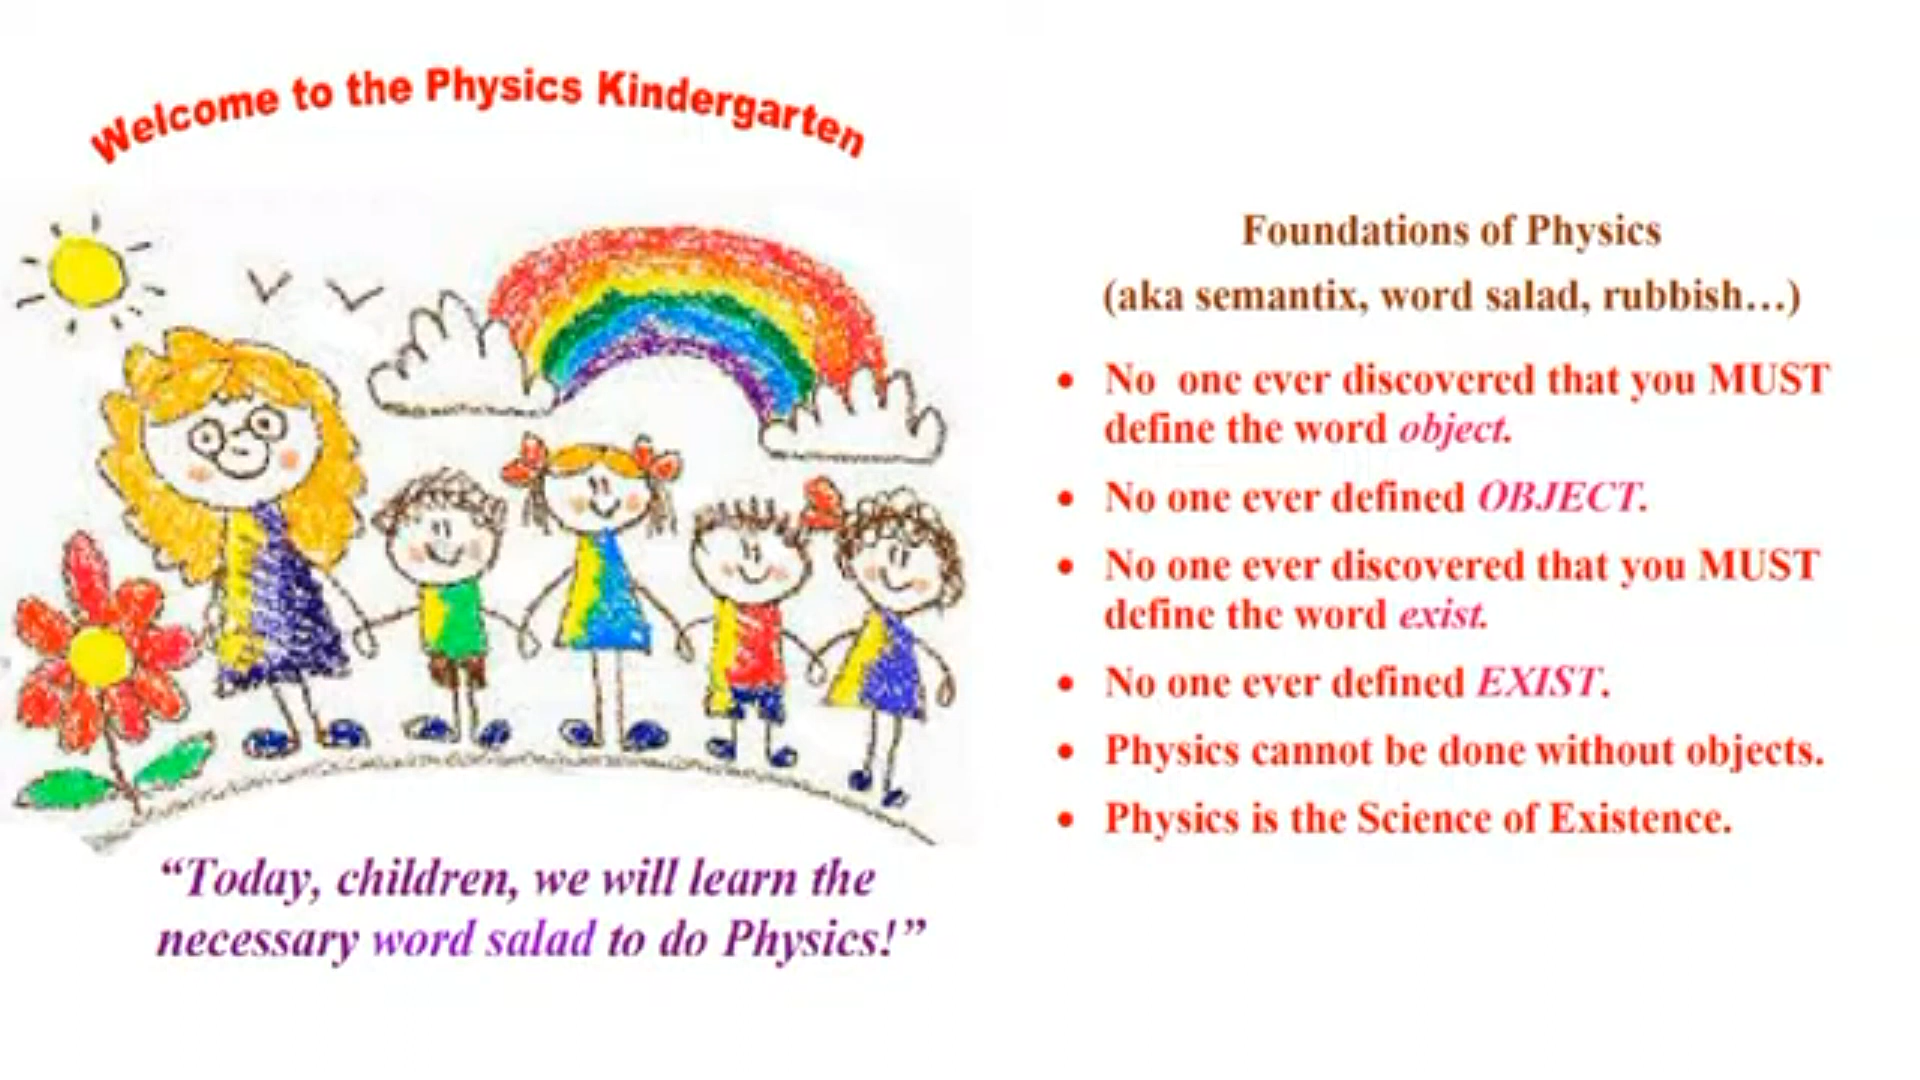 Welcome to the Physics Kindergarten
“Today, children, we will learn the
necessary word salad to do Physics!”
Foundations of Physics
(aka semantix, word salad, rubbish…)
• No one ever discovered that you MUST
define the word object.
• No one ever defined OBJECT.
• No one ever discovered that you MUST
define the word exist.
• No one ever defined EXIST.
• Physics cannot be done without objects.
• Physics is the Science of Existence.